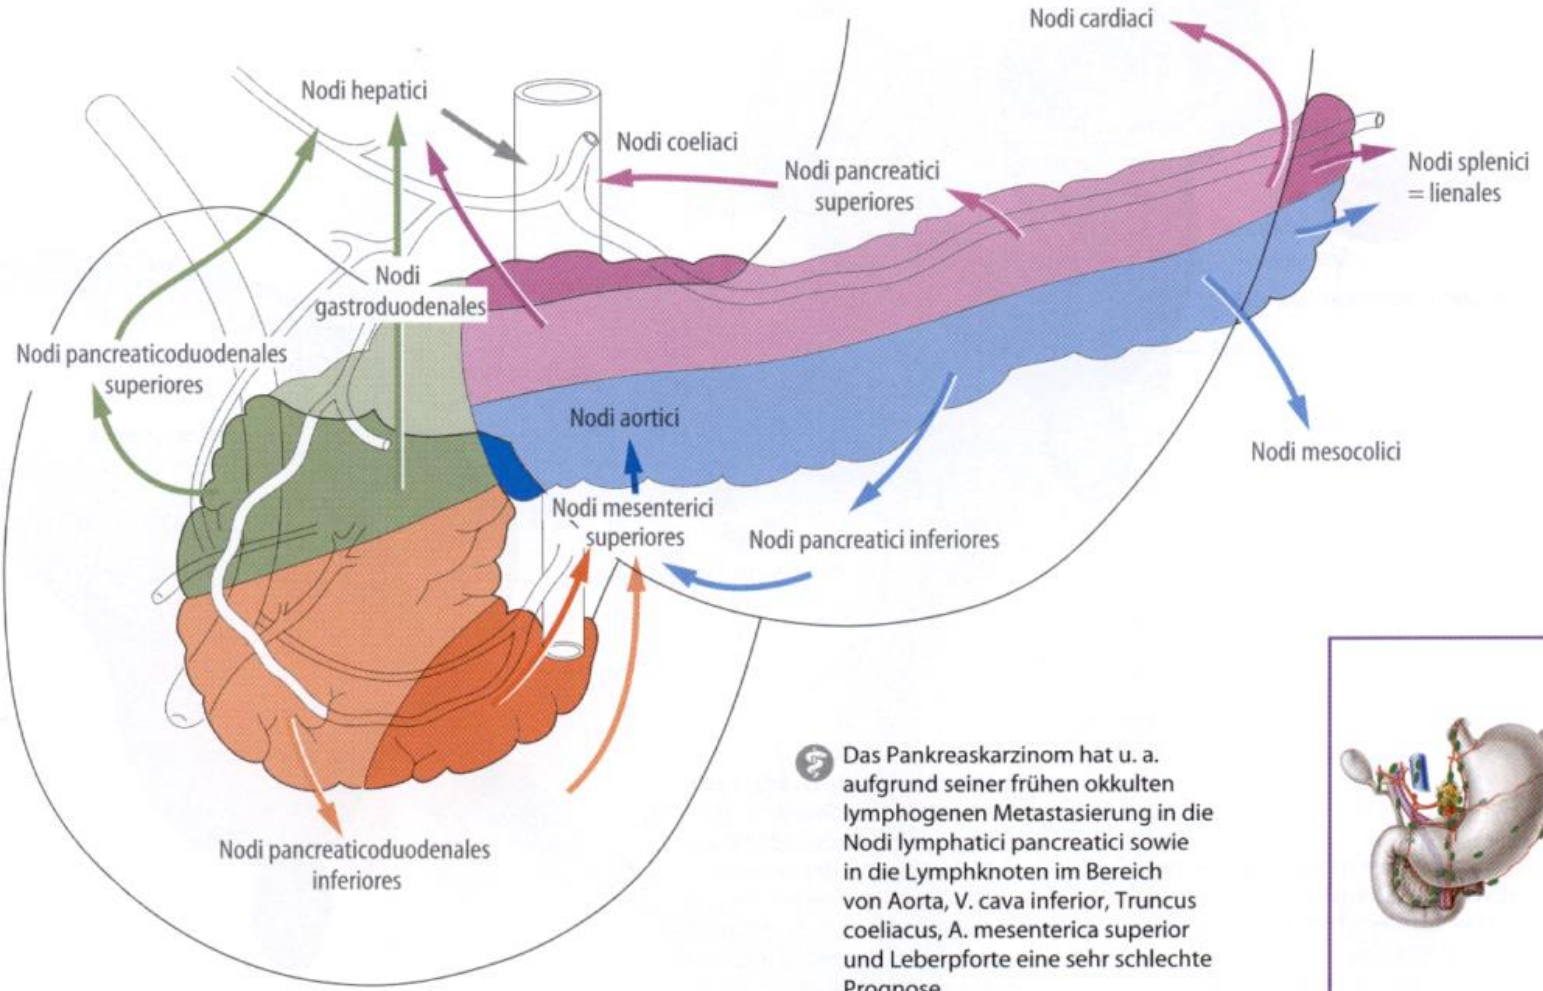 Nodi cardiaci
Nodi hepatici
Nodi coeliaci
Nodi pancreatici
superiores
Nodi splenici
= lienales
Nodi
gastroduodenales
Nodi pancreaticoduodenales
superiores
Nodi aortici
Nodi mesocolici
Nodi mesenterici
superiores
Nodi pancreatici inferiores
Nodi pancreaticoduodenales
inferiores
Das Pankreaskarzinom hat u. a.
aufgrund seiner frühen okkulten
lymphogenen Metastasierung in die
Nodi lymphatici pancreatici sowie
in die Lymphknoten im Bereich
von Aorta, V. cava inferior, Truncus
coeliacus, A. mesenterica superior
und Leberpforte eine sehr schlechte
Prognose